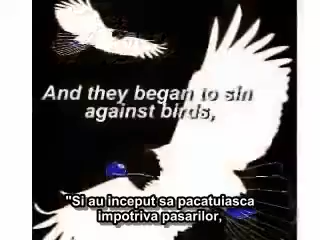 And they began to sin
against birds,
"Si au inceput sa pacatuiasca
impotriva pasarilor,